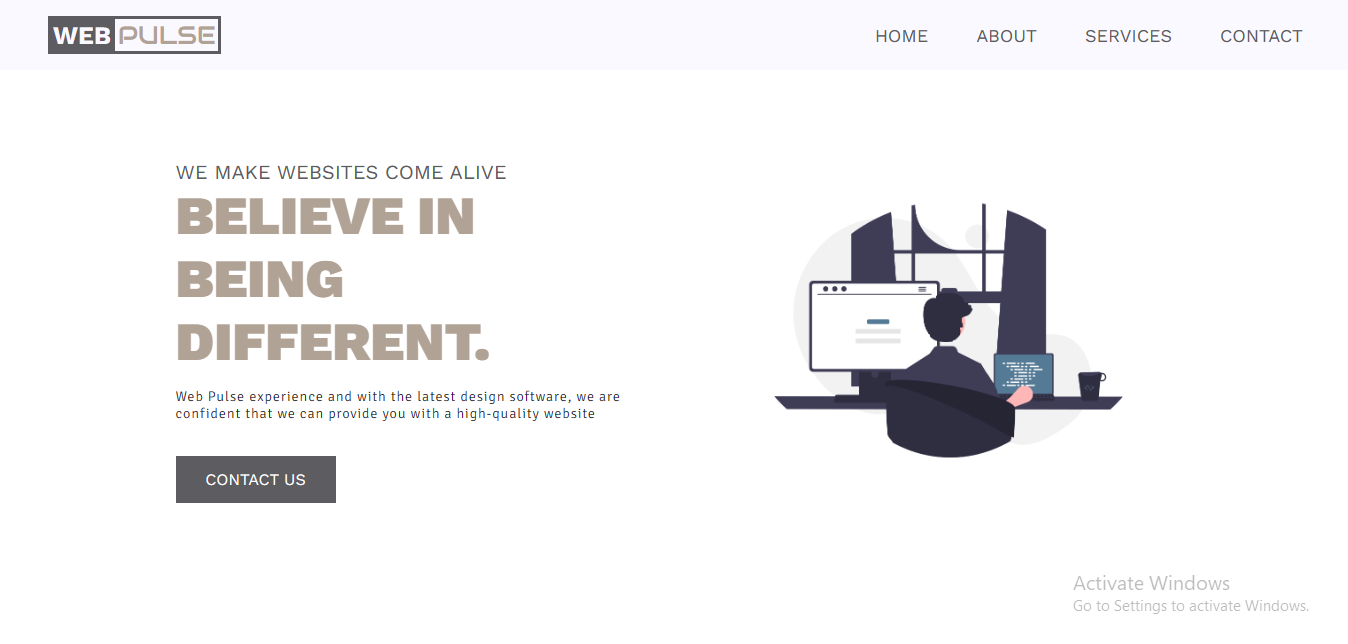 WEB PULSE
HOME ABOUT SERVICES CONTACT
WE MAKE WEBSITES COME ALIVE
BELIEVE IN
BEING
DIFFERENT.
Web Pulse experience and with the latest design software, we are
confident that we can provide you with a high-quality website
CONTACT US
Activate Windows
Go to Settings to activate Windows.